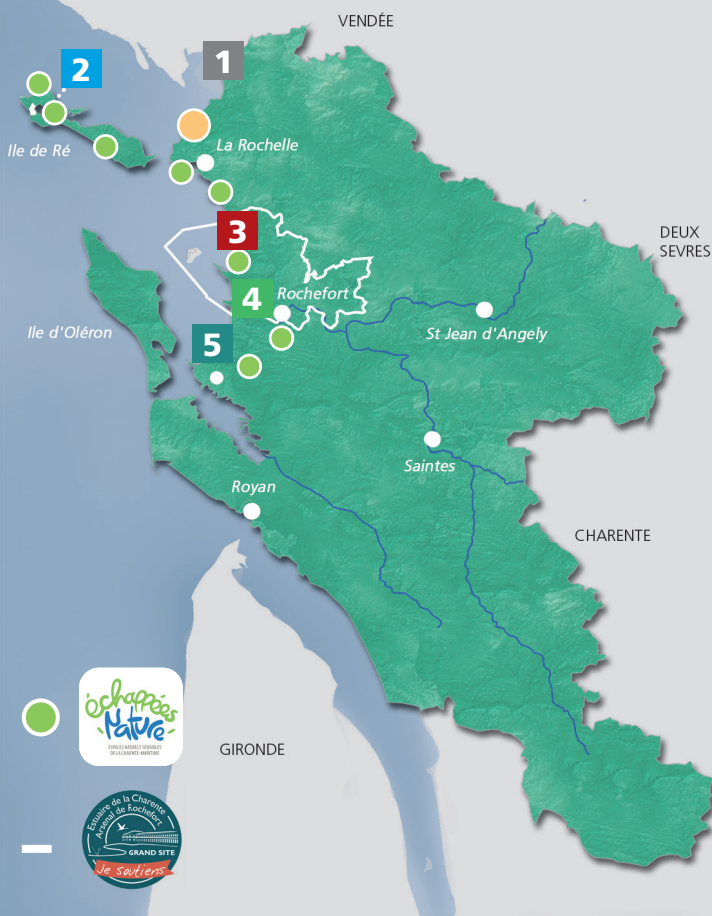 VENDÉE
1
2
La Rochelle
Ile de Ré
3
DEUX
SEVRES
4
Rochefort
Ile d'Oléron
5
St Jean d'Angely
Saintes
Royan
CHARENTE
échappées
Nature
ESPACES NATURELS SENSIBLES
DE LA CHARENTE-MARITIME
GIRONDE
Estuaire de la Charente
Arsenal de Rochefort
GRAND SITE
Je soutiens